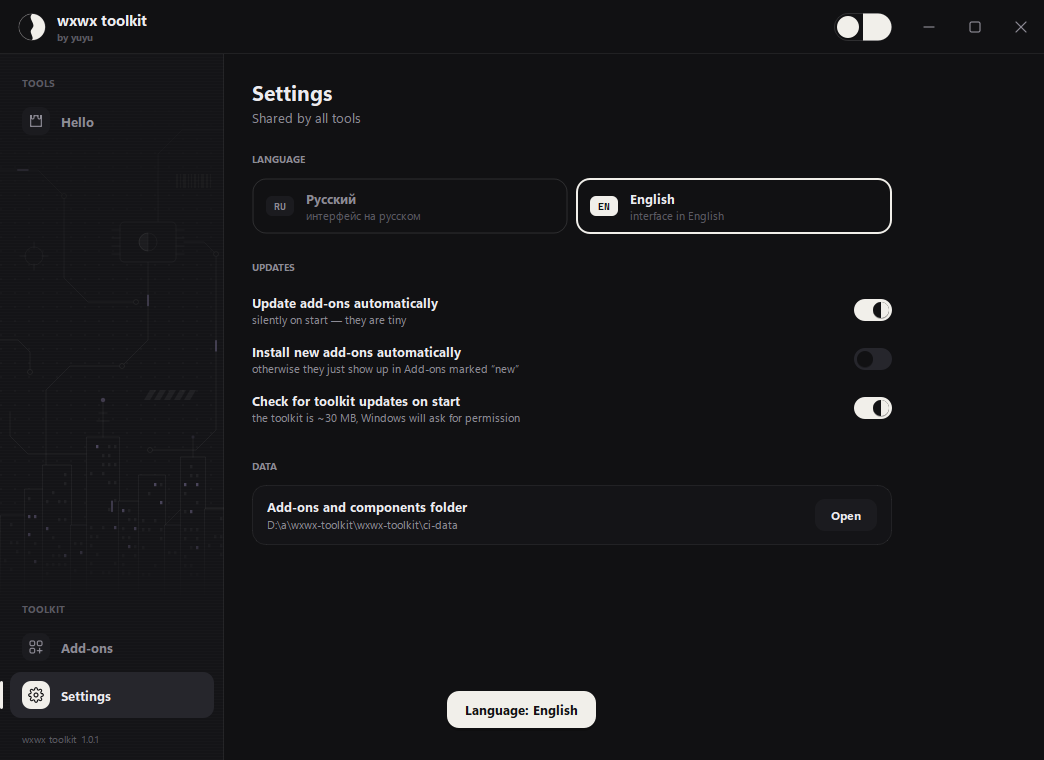 wxwx toolkit
by yuyu
TOOLS
Hello
Settings
Shared by all tools
LANGUAGE
RU
Русский
интерфейс на русском
EN
English
interface in English
UPDATES
Update add-ons automatically
silently on start — they are tiny
Install new add-ons automatically
otherwise they just show up in Add-ons marked "new"
Check for toolkit updates on start
the toolkit is ~30 MB, Windows will ask for permission
DATA
Add-ons and components folder
D:\a\wxwx-toolkit\wxwx-toolkit\ci-data
Open
TOOLKIT
Add-ons
Settings
wxwx toolkit 1.0.1
Language: English